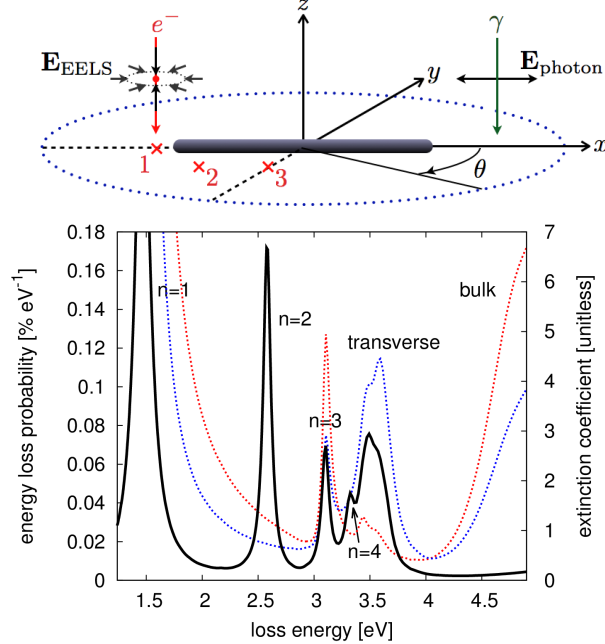 z
e⁻
γ
E_EELS
y
E_photon
x
1
2
3
θ
0.18
0.16
0.14
0.12
0.1
0.08
0.06
0.04
0.02
0
7
6
5
4
3
2
1
0
energy loss probability [% eV⁻¹]
extinction coefficient [unitless]
n=1
n=2
n=3
n=4
transverse
bulk
1.5 2 2.5 3 3.5 4 4.5
loss energy [eV]